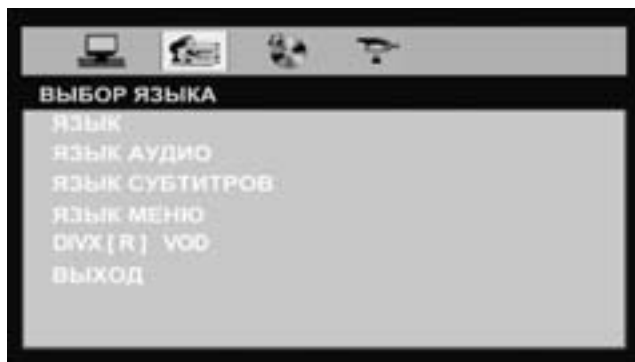 ВЫБОР ЯЗЫКА
ЯЗЫК
ЯЗЫК АУДИО
ЯЗЫК СУБТИТРОВ
ЯЗЫК МЕНЮ
DIVX [ R ] VOD
ВЫХОД